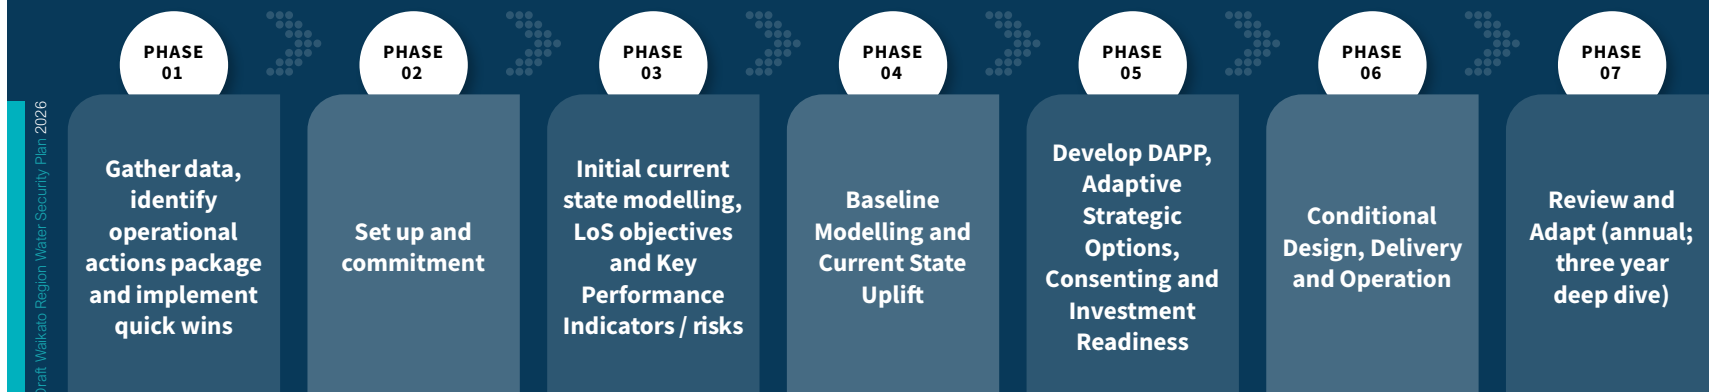 PHASE
01
PHASE
02
PHASE
03
PHASE
04
PHASE
05
PHASE
06
PHASE
07
Gather data,
identify
operational
actions package
and implement
quick wins
Set up and
commitment
Initial current
state modelling,
LoS objectives
and Key
Performance
Indicators / risks
Baseline
Modelling and
Current State
Uplift
Develop DAPP,
Adaptive
Strategic
Options,
Consenting and
Investment
Readiness
Conditional
Design, Delivery
and Operation
Review and
Adapt (annual;
three year
deep dive)
Draft Waikato Region Water Security Plan 2026